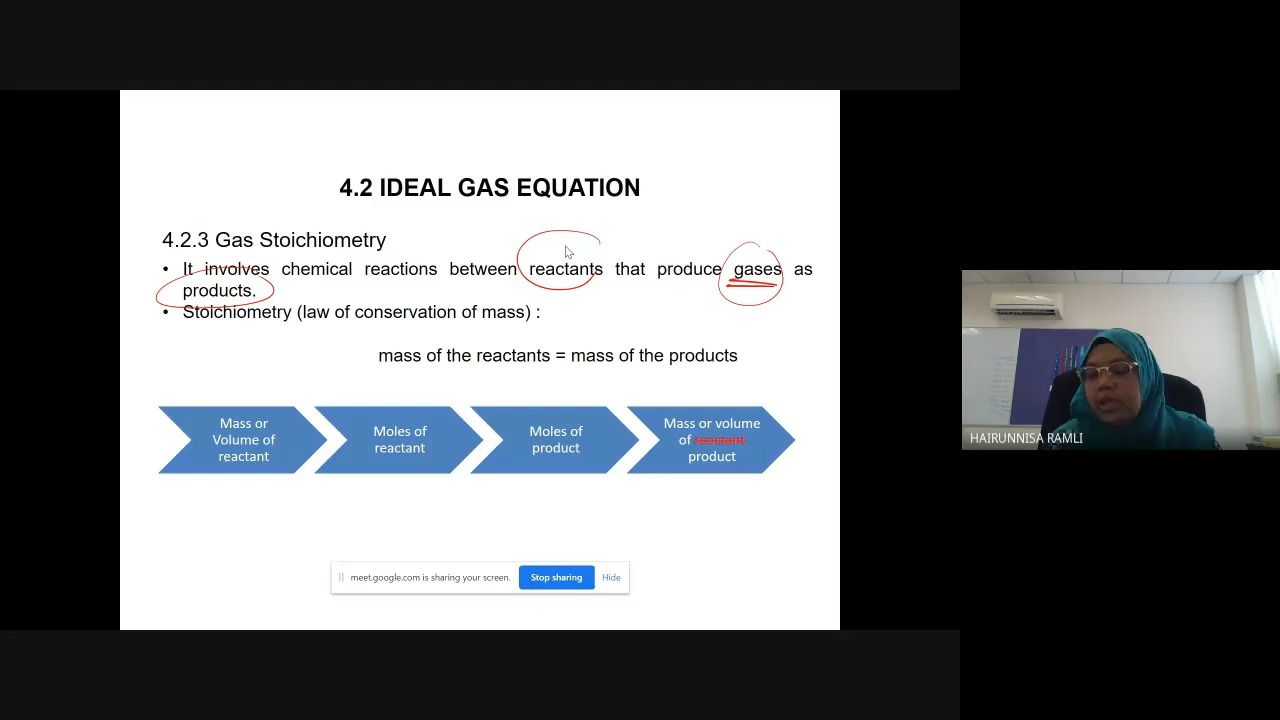 4.2 IDEAL GAS EQUATION
4.2.3 Gas Stoichiometry
• It involves chemical reactions between reactants that produce gases as
products.
• Stoichiometry (law of conservation of mass) :
mass of the reactants = mass of the products
Mass or
Volume of
reactant
Moles of
reactant
Moles of
product
Mass or volume
of reactant
product
meet.google.com is sharing your screen.
Stop sharing
Hide
HAIRUNNISA RAMLI